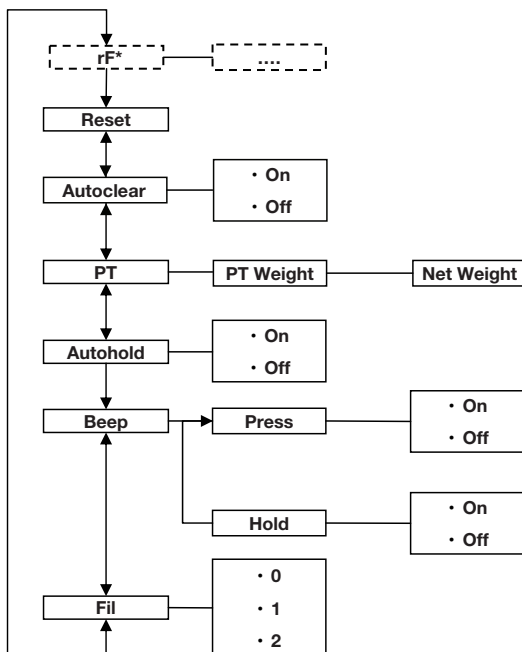 rF* ....
Reset
Autoclear
• On
• Off
PT PT Weight Net Weight
Autohold
• On
• Off
Beep Press
• On
• Off
Hold
• On
• Off
Fil
• 0
• 1
• 2